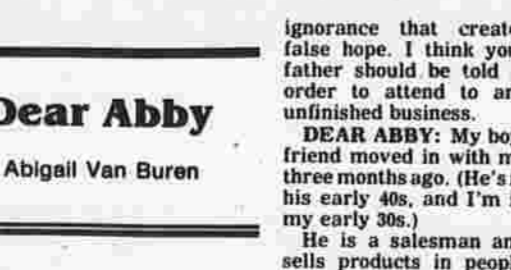 Dear Abby
Abigail Van Buren
ignorance that create
false hope. I think you
father should be told
order to attend to an
unfinished business.
DEAR ABBY: My boy
friend moved in with m
three months ago. (He's
his early 40s, and I'm
my early 30s.)
He is a salesman an
sells products in peopl